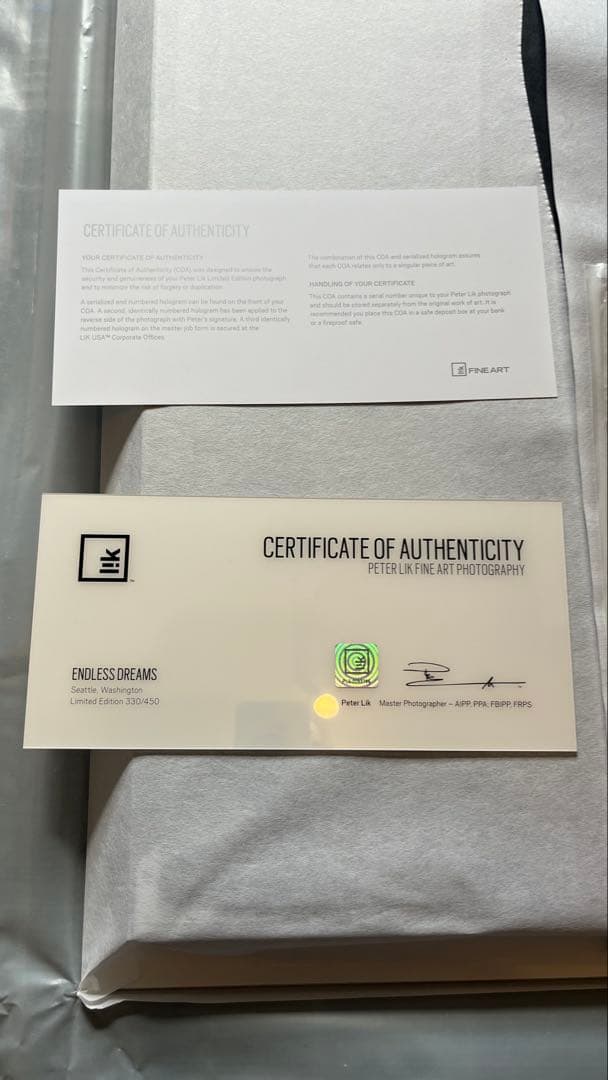 CERTIFICATE OF AUTHENTICITY
YOUR CERTIFICATE OF AUTHENTICITY
This Certificate of Authenticity (COA) was designed to ensure the
security and genuineness of your Peter Lik Limited Edition photograph
and to minimize the risk of forgery or duplication.
A serialized and numbered hologram can be found on the front of your
COA. A second, identically numbered hologram has been applied to the
reverse side of the photograph with Peter's signature. A third identically
numbered hologram on the master job form is secured at the
LIK USA™ Corporate Offices.
The combination of this COA and serialized hologram assures
that each COA relates only to a singular piece of art.
HANDLING OF YOUR CERTIFICATE
This COA contains a serial number unique to your Peter Lik photograph
and should be stored separately from the original work of art. It is
recommended you place this COA in a safe deposit box at your bank
or a fireproof safe.
lik FINE ART
lik™
CERTIFICATE OF AUTHENTICITY
PETER LIK FINE ART PHOTOGRAPHY
ENDLESS DREAMS
Seattle, Washington
Limited Edition 330/450
lik
Peter Lik Master Photographer – AIPP, PPA, FBIPP, FRPS